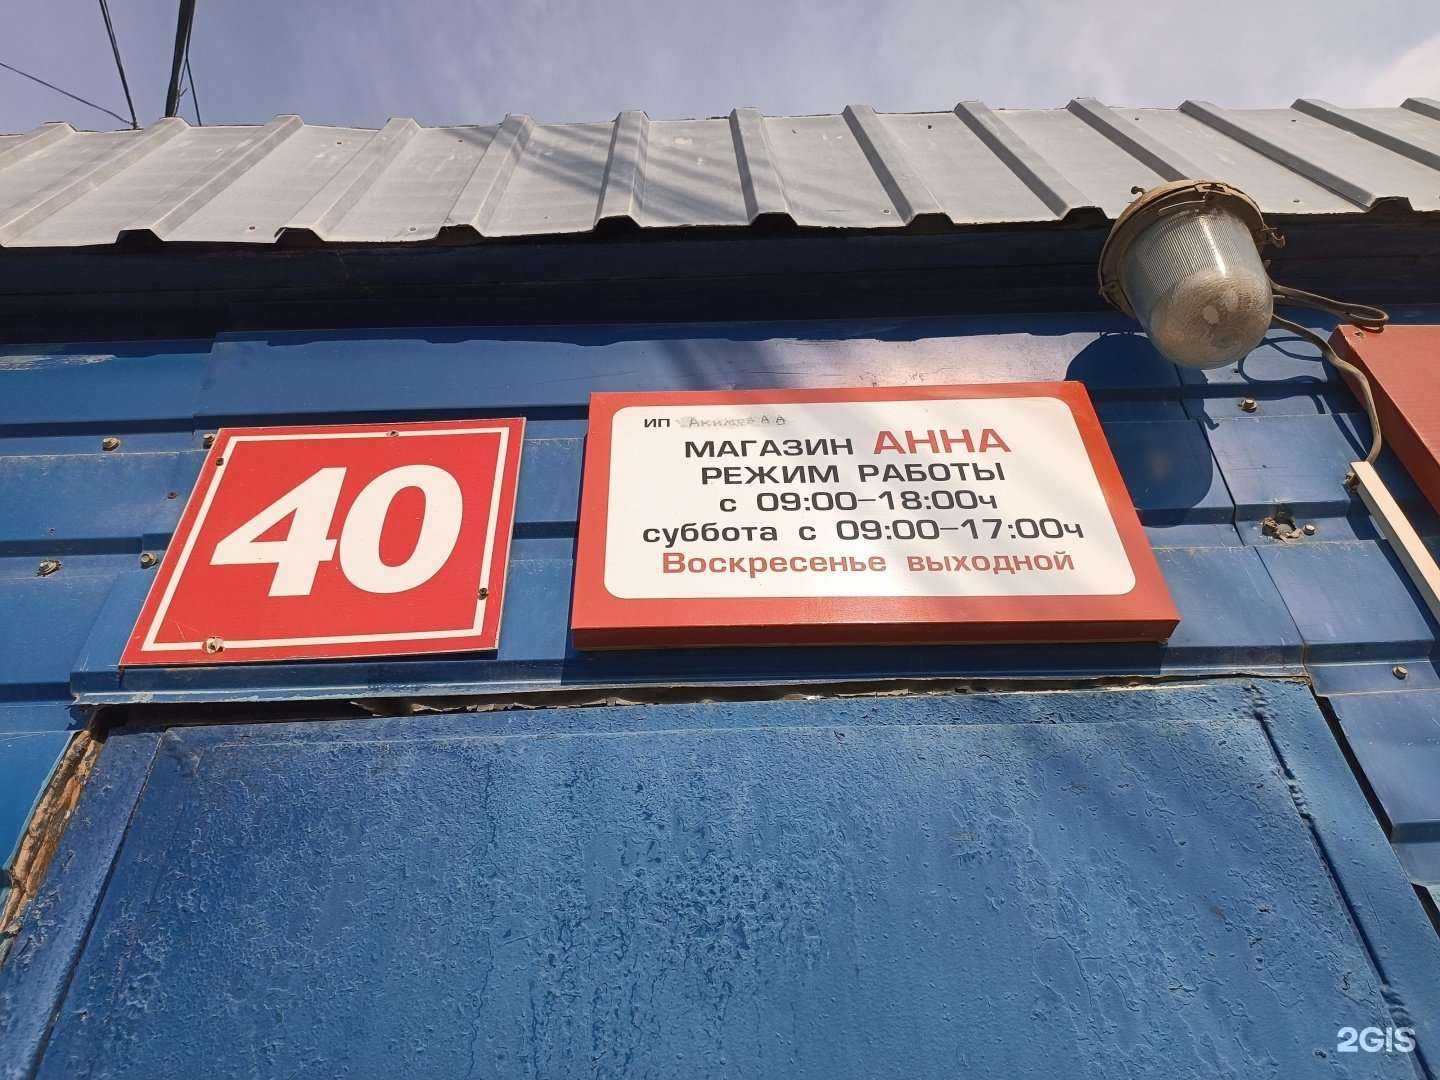 40
ИП
МАГАЗИН АННА
РЕЖИМ РАБОТЫ
с 09:00-18:00ч
суббота с 09:00-17:00ч
Воскресенье выходной
2GIS